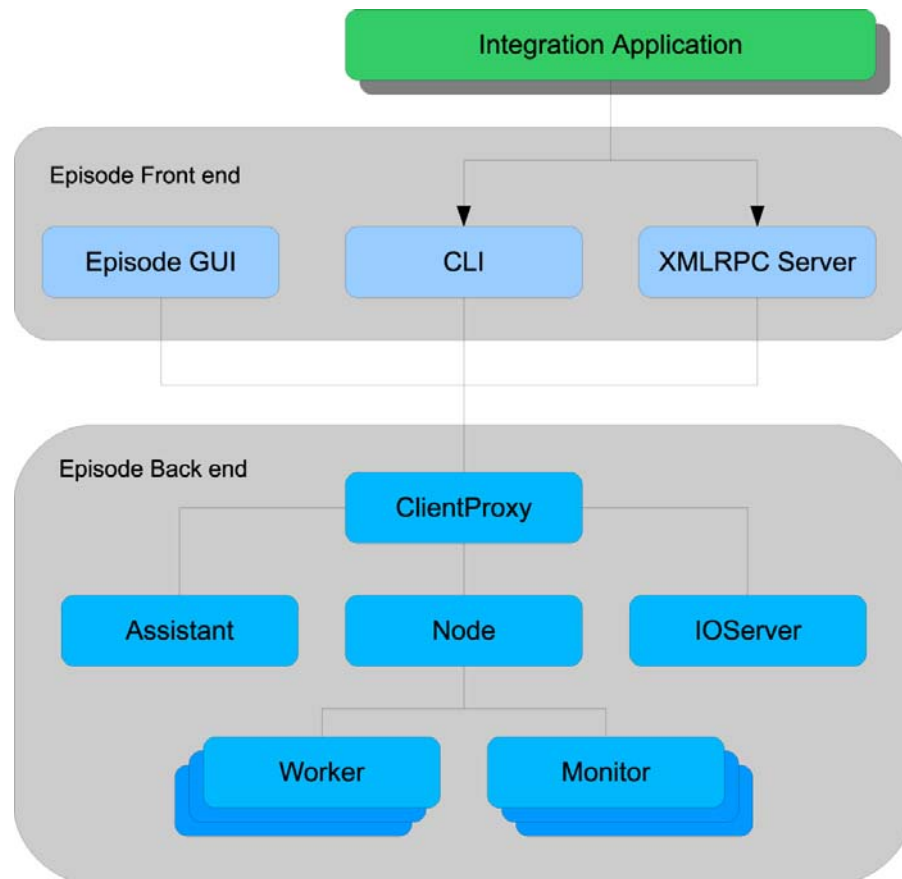 Integration Application
Episode Front end
Episode GUI
CLI
XMLRPC Server
Episode Back end
ClientProxy
Assistant
Node
IOServer
Worker
Monitor